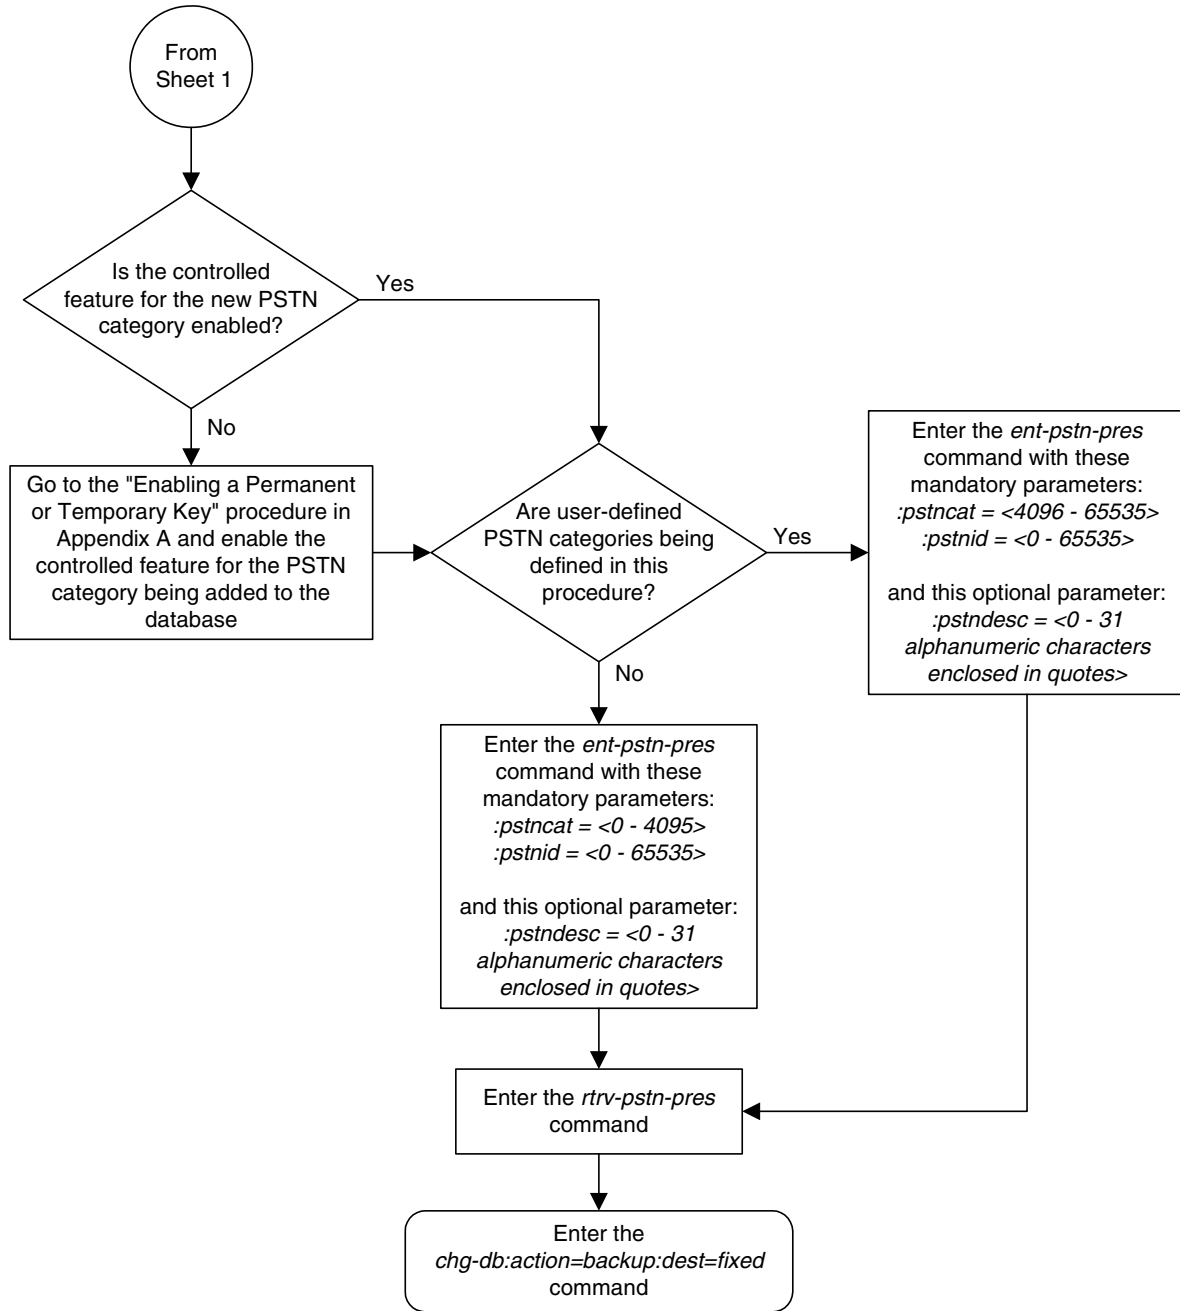 From
Sheet 1
Is the controlled
feature for the new PSTN
category enabled?
Yes
No
Go to the "Enabling a Permanent
or Temporary Key" procedure in
Appendix A and enable the
controlled feature for the PSTN
category being added to the
database
Are user-defined
PSTN categories being
defined in this
procedure?
Yes
No
Enter the ent-pstn-pres
command with these
mandatory parameters:
:pstncat = <4096 - 65535>
:pstnid = <0 - 65535>
and this optional parameter:
:pstndesc = <0 - 31
alphanumeric characters
enclosed in quotes>
Enter the ent-pstn-pres
command with these
mandatory parameters:
:pstncat = <0 - 4095>
:pstnid = <0 - 65535>
and this optional parameter:
:pstndesc = <0 - 31
alphanumeric characters
enclosed in quotes>
Enter the rtrv-pstn-pres
command
Enter the
chg-db:action=backup:dest=fixed
command